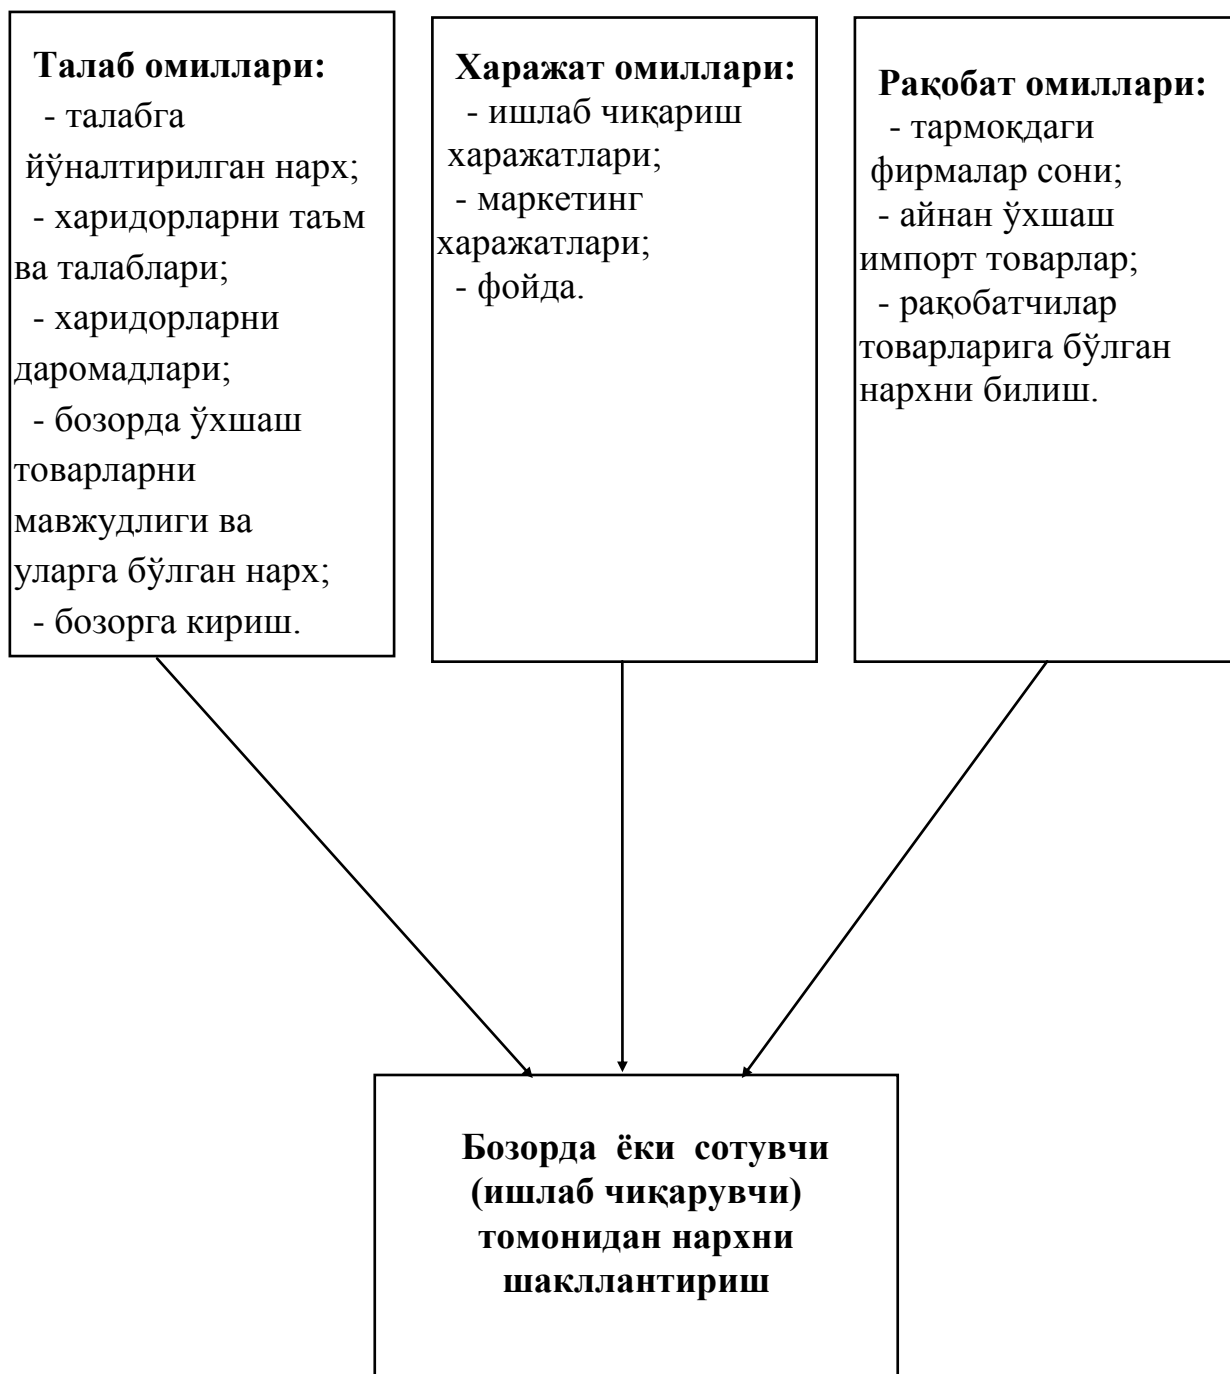 Талаб омиллари:
- талабга
йўналтирилган нарх;
- харидорларни таъм
ва талаблари;
- харидорларни
даромадлари;
- бозорда ўхшаш
товарларни
мавжудлиги ва
уларга бўлган нарх;
- бозорга кириш.
Харажат омиллари:
- ишлаб чиқариш
харажатлари;
- маркетинг
харажатлари;
- фойда.
Рақобат омиллари:
- тармоқдаги
фирмалар сони;
- айнан ўхшаш
импорт товарлар;
- рақобатчилар
товарларига бўлган
нархни билиш.
Бозорда ёки сотувчи
(ишлаб чиқарувчи)
томонидан нархни
шакллантириш